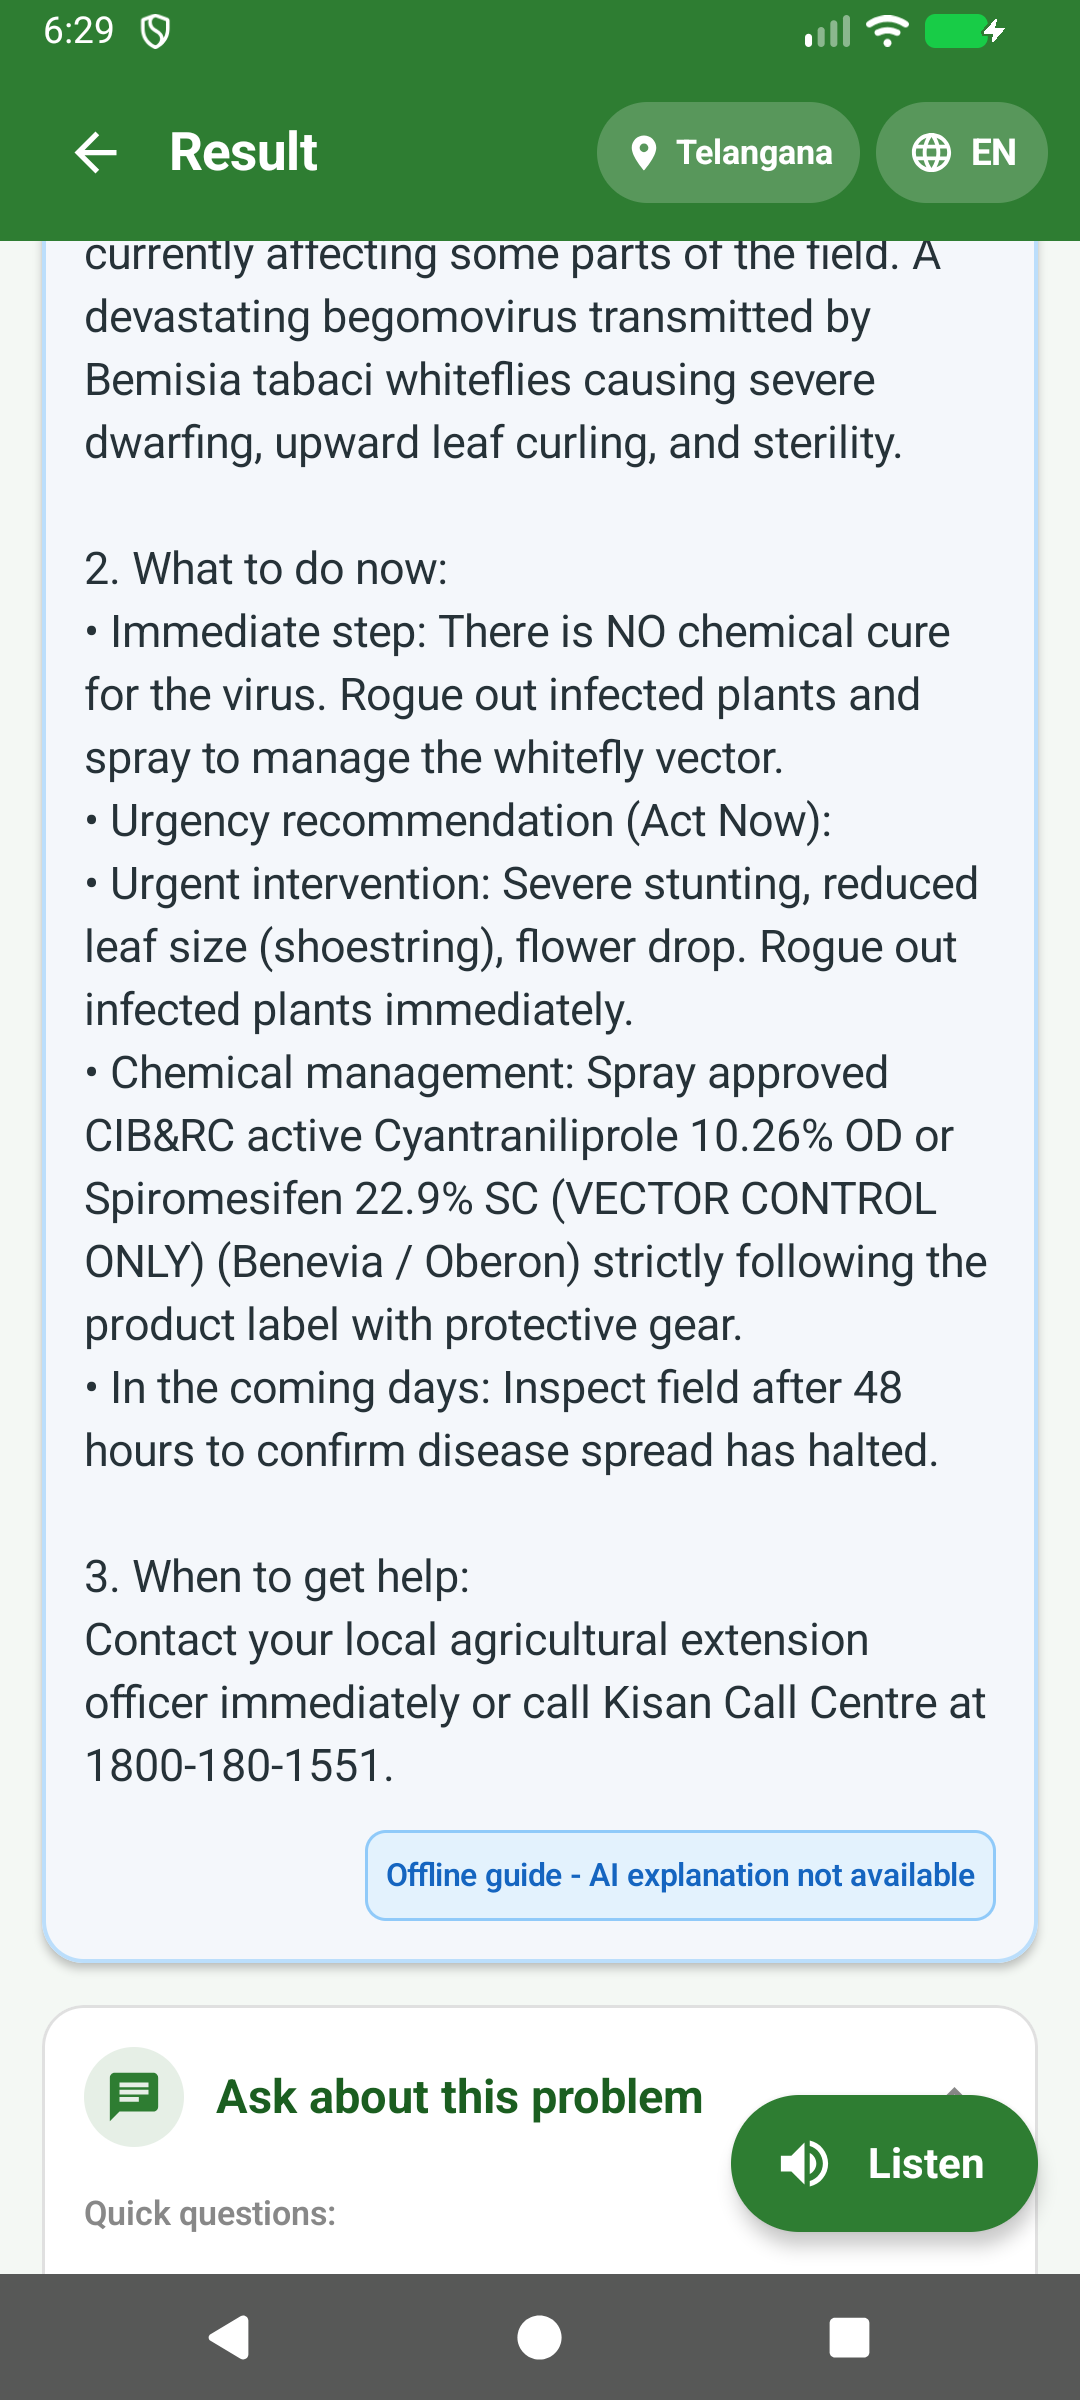 6:29
Result
Telangana
EN
currently affecting some parts of the field. A
devastating begomovirus transmitted by
Bemisia tabaci whiteflies causing severe
dwarfing, upward leaf curling, and sterility.
2. What to do now:
• Immediate step: There is NO chemical cure
for the virus. Rogue out infected plants and
spray to manage the whitefly vector.
• Urgency recommendation (Act Now):
• Urgent intervention: Severe stunting, reduced
leaf size (shoestring), flower drop. Rogue out
infected plants immediately.
• Chemical management: Spray approved
CIB&RC active Cyantraniliprole 10.26% OD or
Spiromesifen 22.9% SC (VECTOR CONTROL
ONLY) (Benevia / Oberon) strictly following the
product label with protective gear.
• In the coming days: Inspect field after 48
hours to confirm disease spread has halted.
3. When to get help:
Contact your local agricultural extension
officer immediately or call Kisan Call Centre at
1800-180-1551.
Offline guide - AI explanation not available
Ask about this problem
Listen
Quick questions: